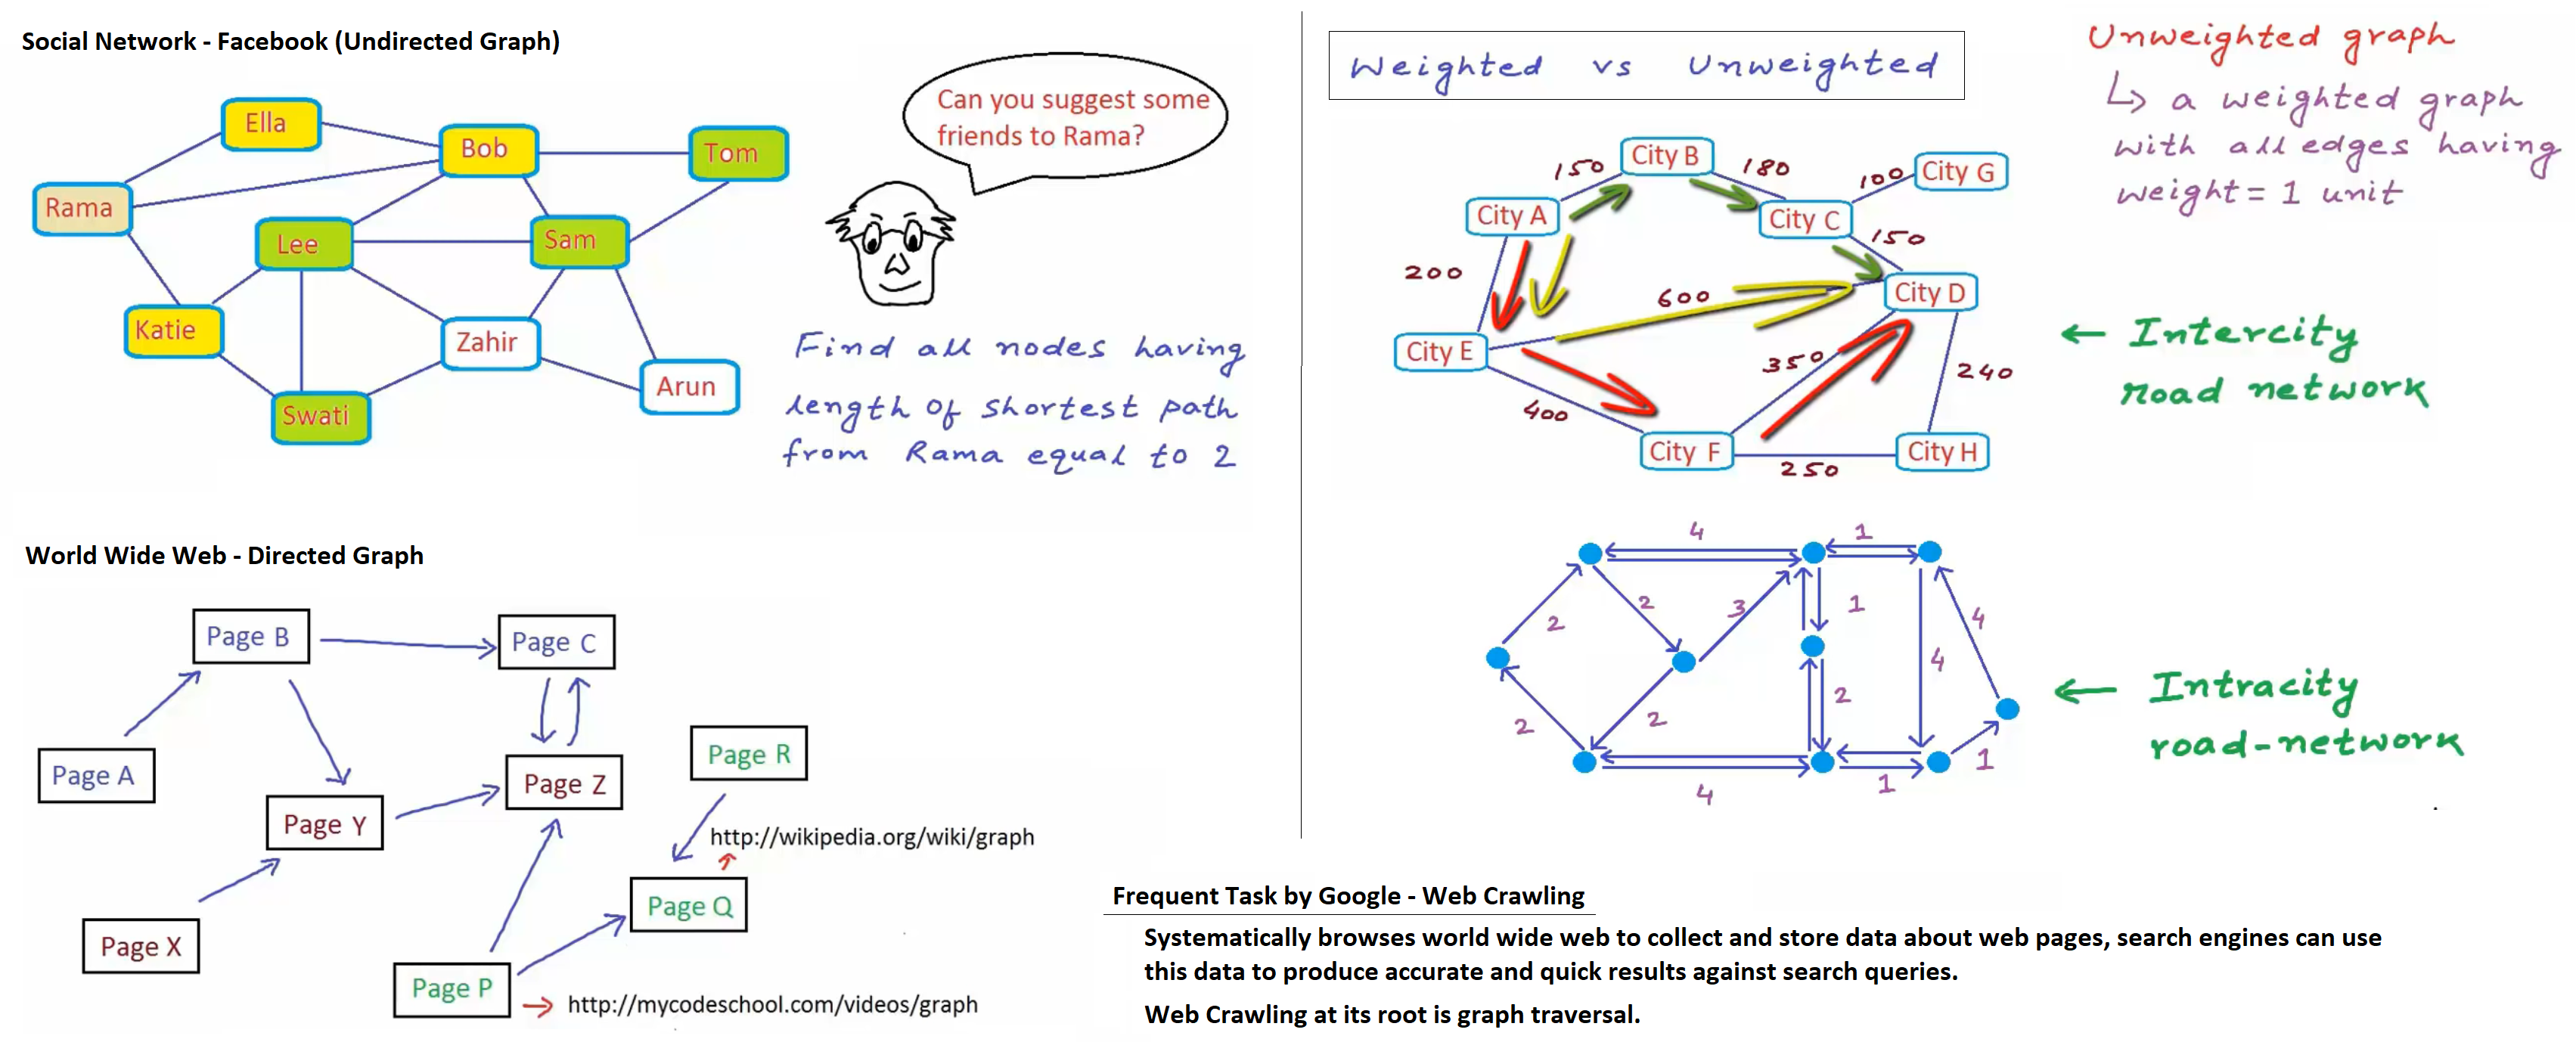 Social Network - Facebook (Undirected Graph)
Ella
Bob
Tom
Rama
Lee
Sam
Katie
Zahir
Arun
Swati
Can you suggest some
friends to Rama?
Find all nodes having
length of shortest path
from Rama equal to 2
World Wide Web - Directed Graph
Page B
Page C
Page A
Page Z
Page R
Page Y
http://wikipedia.org/wiki/graph
Page Q
Page X
Page P
http://mycodeschool.com/videos/graph
Weighted vs Unweighted
Unweighted graph
a weighted graph
with all edges having
weight = 1 unit
City B
150
180
100
City G
City A
City C
150
200
600
City D
City E
350
240
400
City F
City H
250
Intercity
road network
4
1
2
2
3
1
4
4
2
2
2
4
1
1
Intracity
road-network
Frequent Task by Google - Web Crawling
Systematically browses world wide web to collect and store data about web pages, search engines can use
this data to produce accurate and quick results against search queries.
Web Crawling at its root is graph traversal.